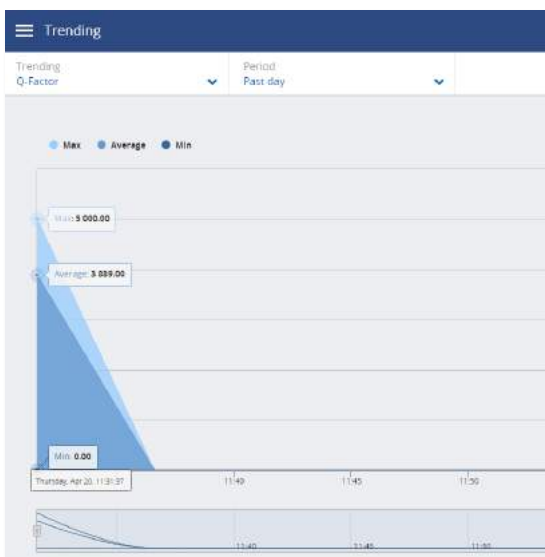 Trending
Trending
Period
Q-Factor
Past day
Max
Average
Min
Max: 5 000.00
Average: 3 889.00
Min: 0.00
Thursday, Apr 20, 11:31:37
11:40
11:45
11:50
11:40
11:45
11:50